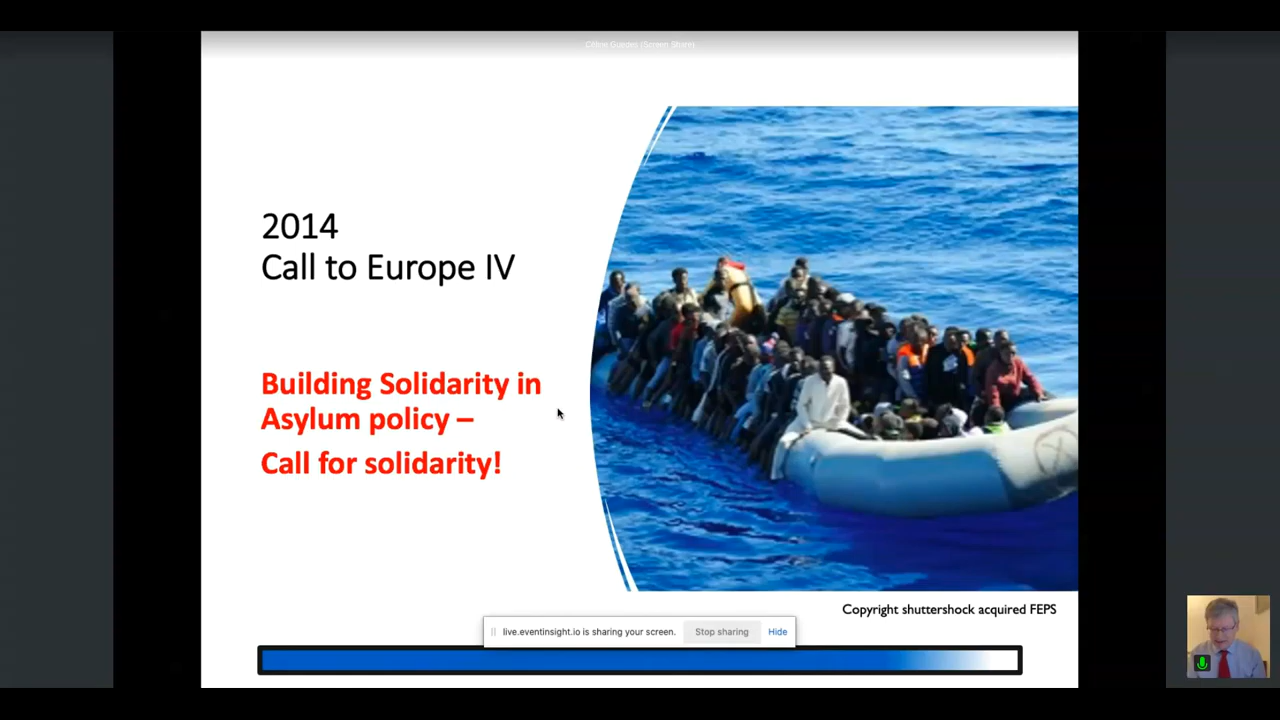 2014
Call to Europe IV
Building Solidarity in
Asylum policy –
Call for solidarity!
Copyright shuttershock acquired FEPS
live.eventinsight.io is sharing your screen. Stop sharing Hide